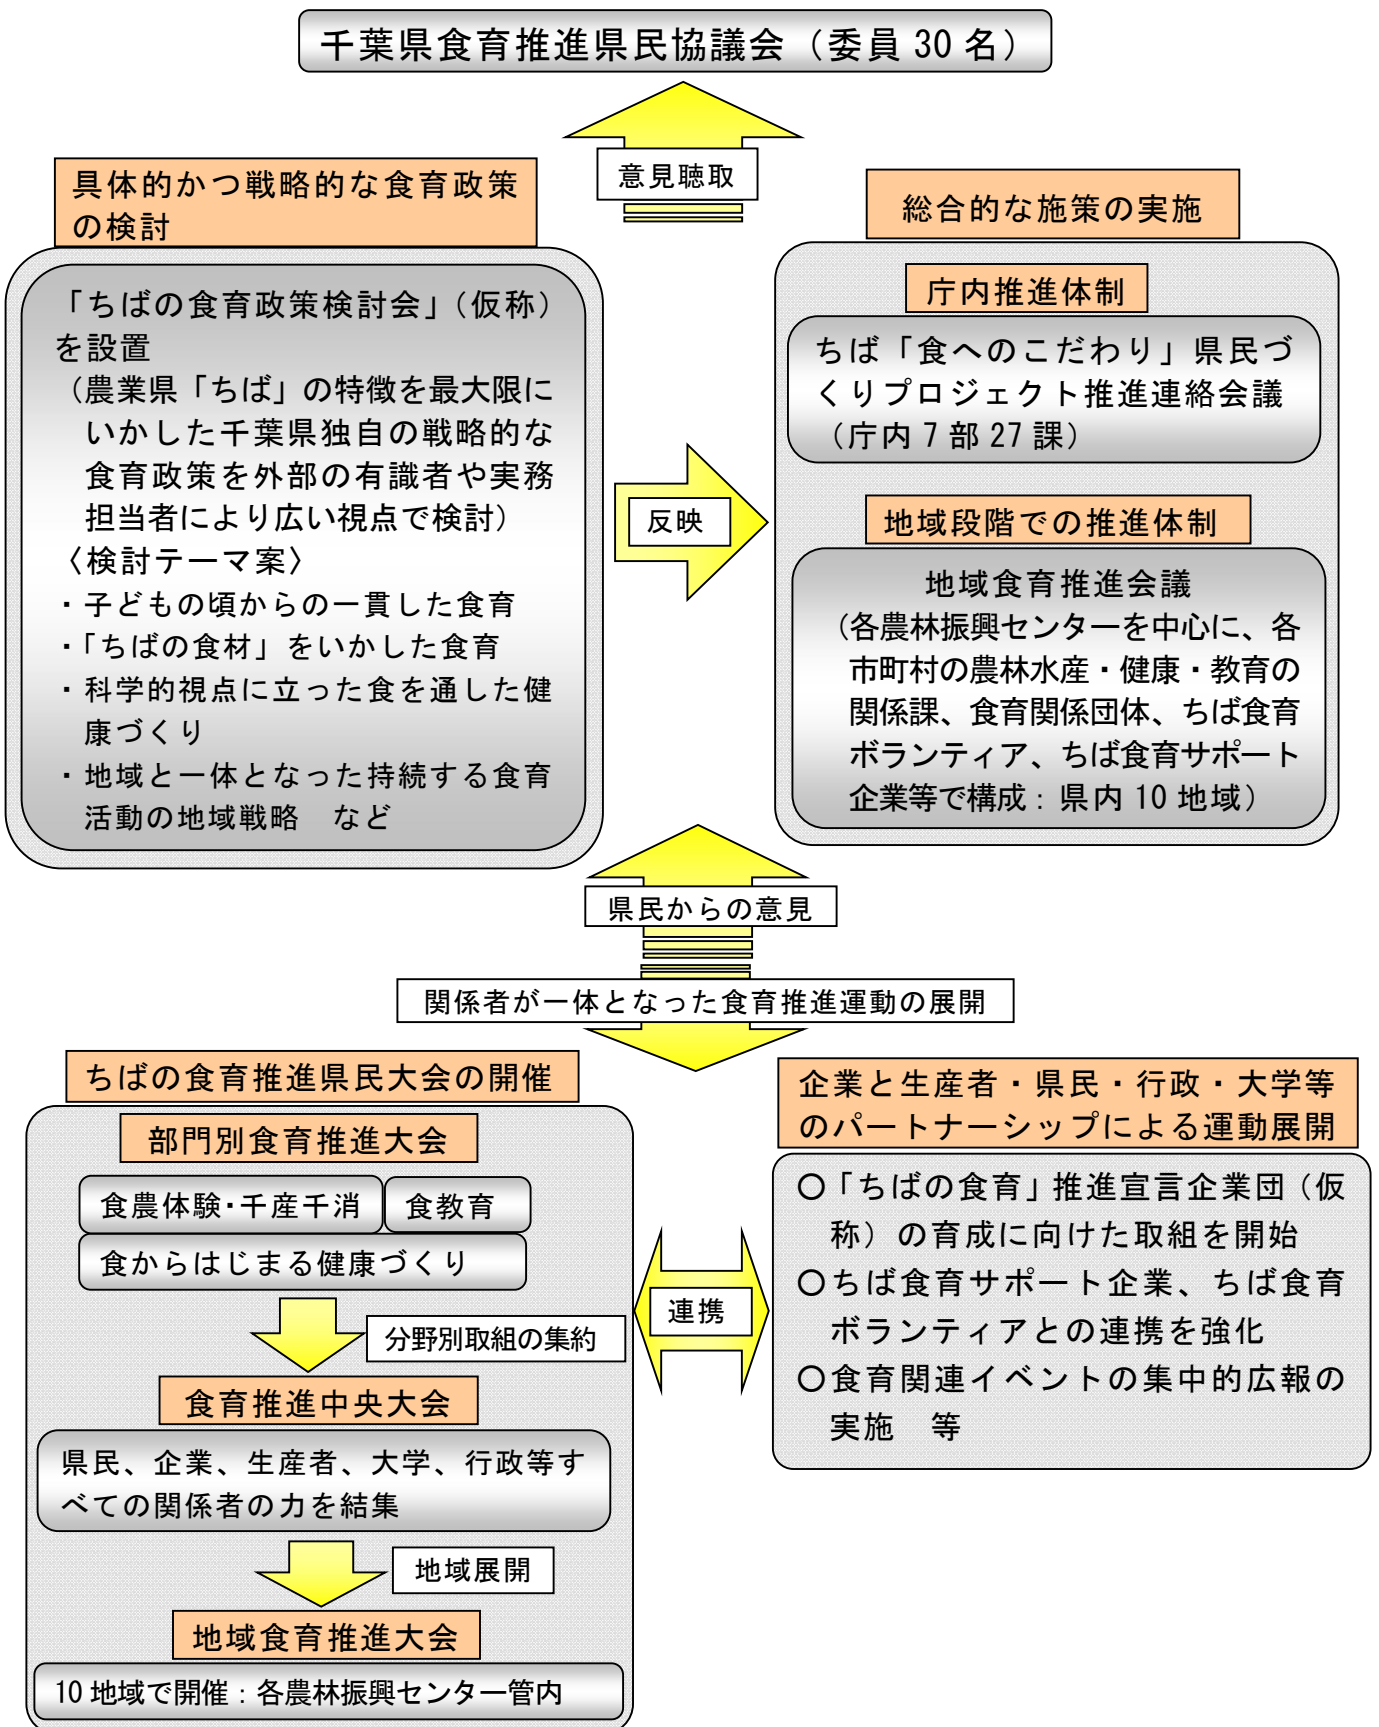 千葉県食育推進県民協議会（委員 30 名）
意見聴取
具体的かつ戦略的な食育政策
の検討
「ちばの食育政策検討会」（仮称）
を設置
（農業県「ちば」の特徴を最大限に
いかした千葉県独自の戦略的な
食育政策を外部の有識者や実務
担当者により広い視点で検討）
〈検討テーマ案〉
・子どもの頃からの一貫した食育
・「ちばの食材」をいかした食育
・科学的視点に立った食を通した健
康づくり
・地域と一体となった持続する食育
活動の地域戦略　など
反映
総合的な施策の実施
庁内推進体制
ちば「食へのこだわり」県民づ
くりプロジェクト推進連絡会議
（庁内 7 部 27 課）
地域段階での推進体制
地域食育推進会議
（各農林振興センターを中心に、各
市町村の農林水産・健康・教育の
関係課、食育関係団体、ちば食育
ボランティア、ちば食育サポート
企業等で構成：県内 10 地域）
県民からの意見
関係者が一体となった食育推進運動の展開
ちばの食育推進県民大会の開催
部門別食育推進大会
食農体験・千産千消
食教育
食からはじまる健康づくり
分野別取組の集約
食育推進中央大会
県民、企業、生産者、大学、行政等す
べての関係者の力を結集
地域展開
地域食育推進大会
10 地域で開催：各農林振興センター管内
連携
企業と生産者・県民・行政・大学等
のパートナーシップによる運動展開
○「ちばの食育」推進宣言企業団（仮
称）の育成に向けた取組を開始
○ちば食育サポート企業、ちば食育
ボランティアとの連携を強化
○食育関連イベントの集中的広報の
実施　等